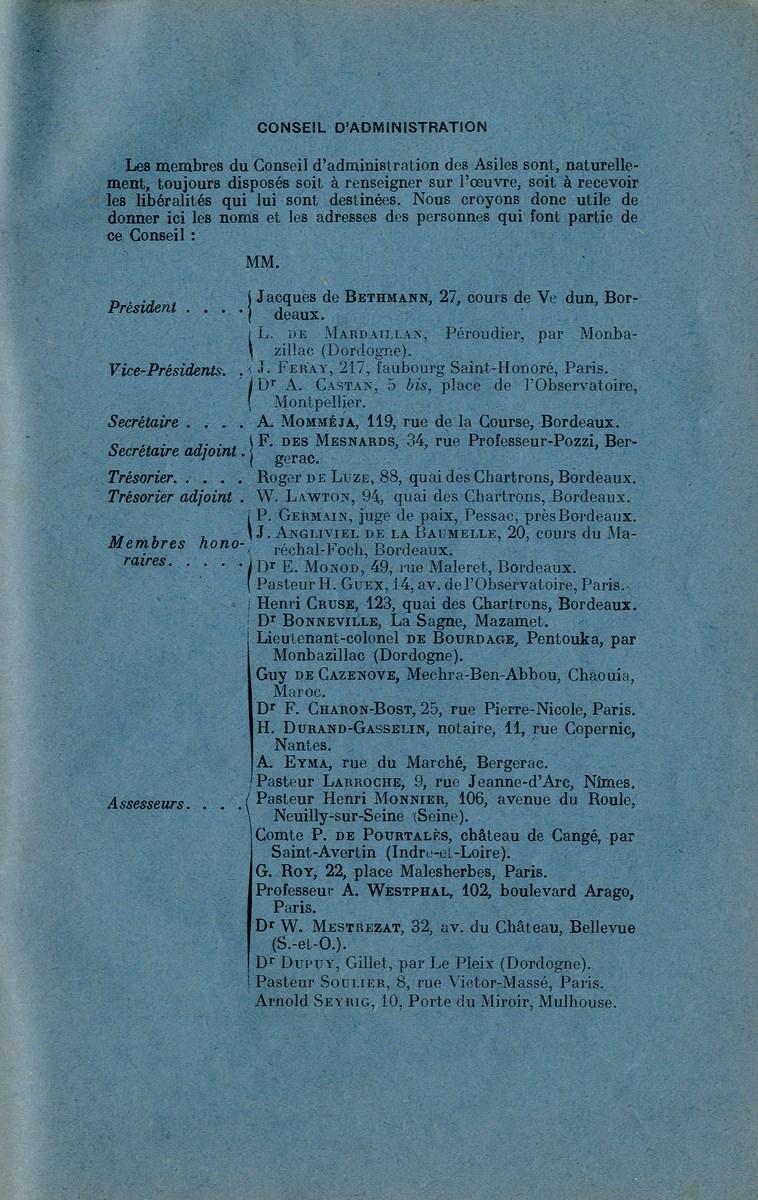 CONSEIL D'ADMINISTRATION
Les membres du Conseil d'administration des Asiles sont, naturelle-
ment, toujours disposés soit à renseigner sur l'œuvre, soit à recevoir
les libéralités qui lui sont destinées. Nous croyons donc utile de
donner ici les noms et les adresses des personnes qui font partie de
ce Conseil :
MM.
Président . . . . Jacques de BETHMANN, 27, cours de Ve dun, Bor-
deaux.
L. DE MARDAILLAN, Péroudier, par Monba-
zillac (Dordogne).
Vice-Présidents. . J. FERAY, 217, faubourg Saint-Honoré, Paris.
Dr A. CASTAN, 5 bis, place de l'Observatoire,
Montpellier.
Secrétaire . . . . A. MOMMÉJA, 119, rue de la Course, Bordeaux.
Secrétaire adjoint . F. DES MESNARDS, 34, rue Professeur-Pozzi, Ber-
gerac.
Trésorier. . . . . Roger DE LUZE, 88, quai des Chartrons, Bordeaux.
Trésorier adjoint . W. LAWTON, 94, quai des Chartrons, Bordeaux.
P. GERMAIN, juge de paix, Pessac, près Bordeaux.
J. ANGLIVIEL DE LA BAUMELLE, 20, cours du Ma-
Membres hono- réchal-Foch, Bordeaux.
raires. . . . . Dr E. MONOD, 49, rue Maleret, Bordeaux.
Pasteur H. GUEX, 14, av. de l'Observatoire, Paris.
Henri CRUSE, 123, quai des Chartrons, Bordeaux.
Dr BONNEVILLE, La Sagne, Mazamet.
Lieutenant-colonel DE BOURDAGE, Pentouka, par
Monbazillac (Dordogne).
Guy DE CAZENOVE, Mechra-Ben-Abbou, Chaouia,
Maroc.
Dr F. CHARON-BOST, 25, rue Pierre-Nicole, Paris.
H. DURAND-GASSELIN, notaire, 11, rue Copernic,
Nantes.
A. EYMA, rue du Marché, Bergerac.
Pasteur LARROCHE, 9, rue Jeanne-d'Arc, Nîmes.
Assesseurs. . . . Pasteur Henri MONNIER, 106, avenue du Roule,
Neuilly-sur-Seine (Seine).
Comte P. DE POURTALÈS, château de Cangé, par
Saint-Avertin (Indre-et-Loire).
G. ROY, 22, place Malesherbes, Paris.
Professeur A. WESTPHAL, 102, boulevard Arago,
Paris.
Dr W. MESTREZAT, 32, av. du Château, Bellevue
(S.-et-O.).
Dr DUPUY, Gillet, par Le Pleix (Dordogne).
Pasteur SOULIER, 8, rue Victor-Massé, Paris.
Arnold SEYRIG, 10, Porte du Miroir, Mulhouse.